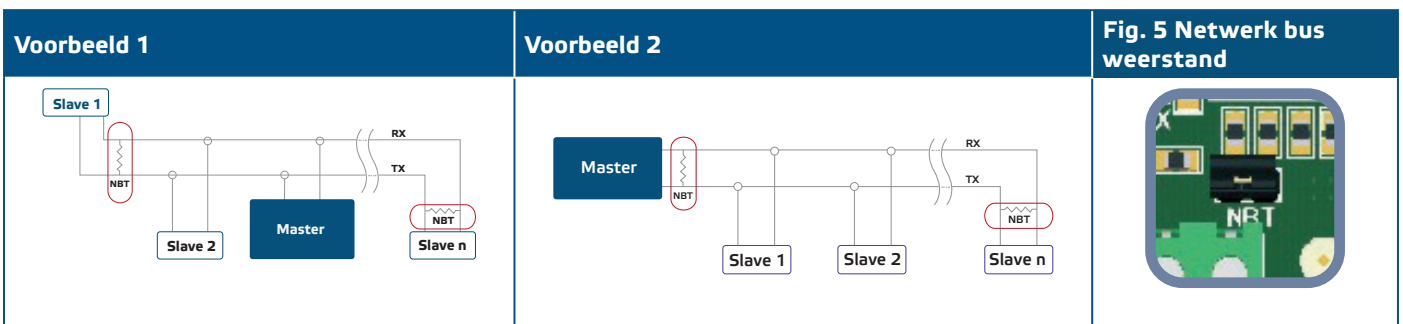 Voorbeeld 1
Voorbeeld 2
Fig. 5 Netwerk bus
weerstand
Slave 1
NBT
RX
TX
Slave 2
Master
NBT
Slave n
Master
NBT
RX
TX
Slave 1
Slave 2
NBT
Slave n
X
NBT